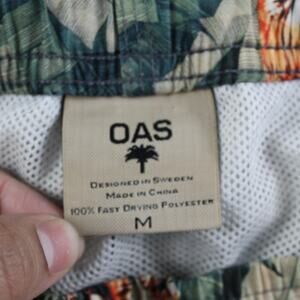 OAS
DESIGNED IN SWEDEN
MADE IN CHINA
100% FAST DRYING POLYESTER
M